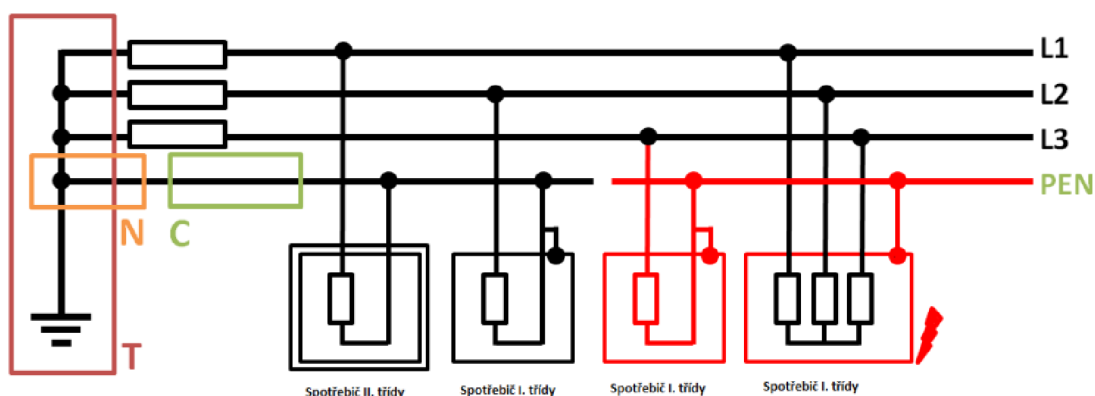 L1
L2
L3
PEN
N
C
T
Spotřebič II. třídy
Spotřebič I. třídy
Spotřebič I. třídy
Spotřebič I. třídy